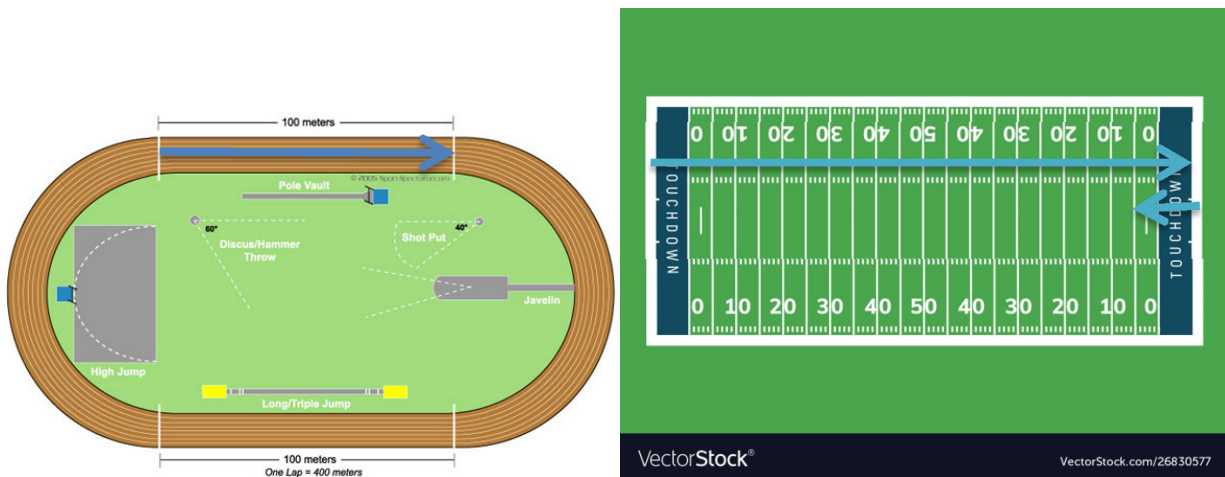 100 meters
© 2005 SportSpectator.com
Pole Vault
60°
Discus/Hammer
Throw
Shot Put
40°
Javelin
High Jump
Long/Triple Jump
100 meters
One Lap = 400 meters
0 10 20 30 40 50 40 30 20 10 0
TOUCHDOWN
TOUCHDOWN
0 10 20 30 40 50 40 30 20 10 0
VectorStock®
VectorStock.com/26830577